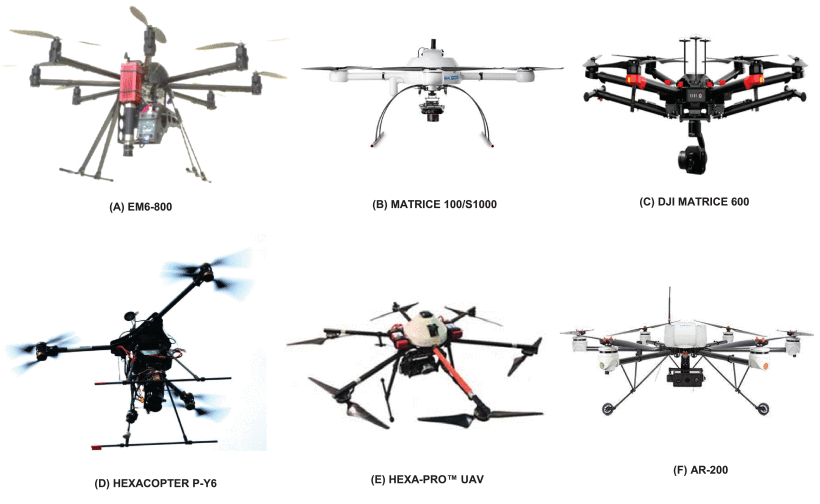 (A) EM6-800
(B) MATRICE 100/S1000
(C) DJI MATRICE 600
(D) HEXACOPTER P-Y6
(E) HEXA-PRO™ UAV
(F) AR-200